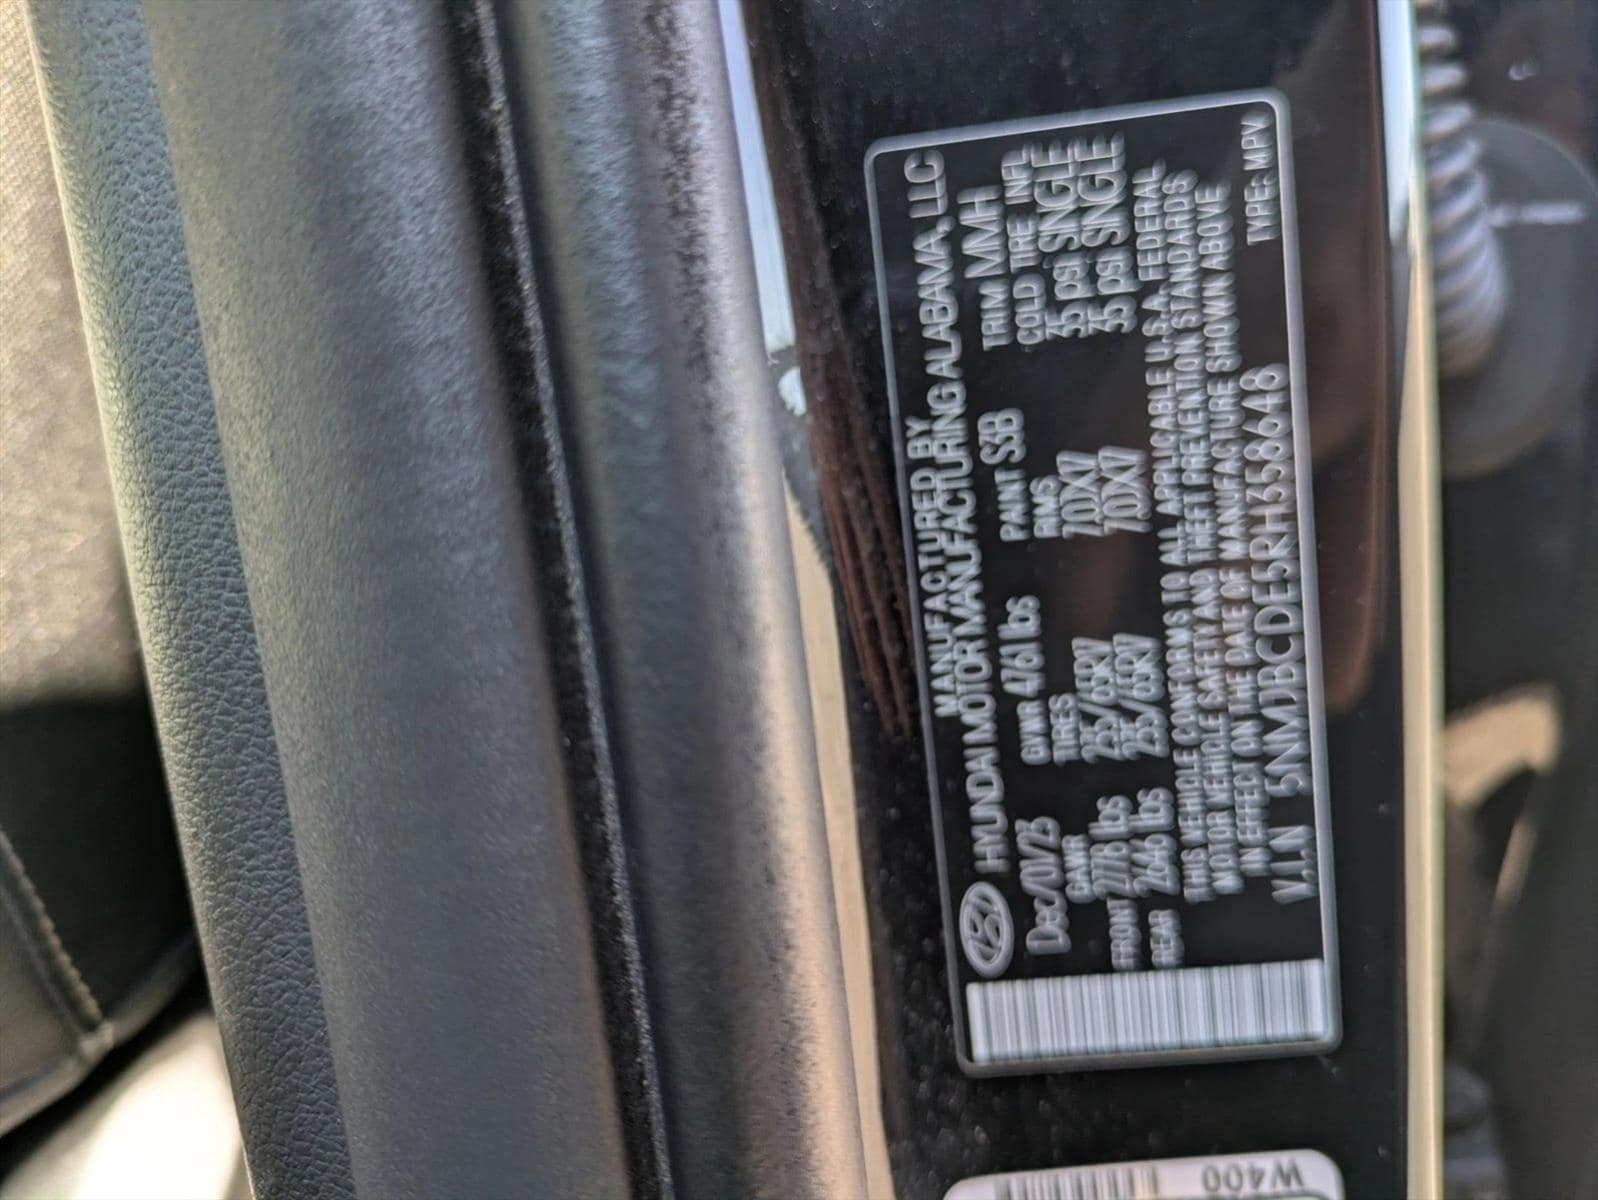 MANUFACTURED BY
HYUNDAI MOTOR MANUFACTURING ALABAMA, LLC
Dec/01/23 GVWR 4761 lbs PAINT S3B TRIM MMH
GAWR TIRES RIMS COLD TIRE INFL
FRONT 2778 lbs 235/65R17 7.0JX17 35 psi SINGLE
REAR 2646 lbs 235/65R17 7.0JX17 35 psi SINGLE
THIS VEHICLE CONFORMS TO ALL APPLICABLE U.S.A. FEDERAL
MOTOR VEHICLE SAFETY AND THEFT PREVENTION STANDARDS
IN EFFECT ON THE DATE OF MANUFACTURE SHOWN ABOVE
V.I.N 5NMJBCDE5RH358648 TYPE: MPV
W400